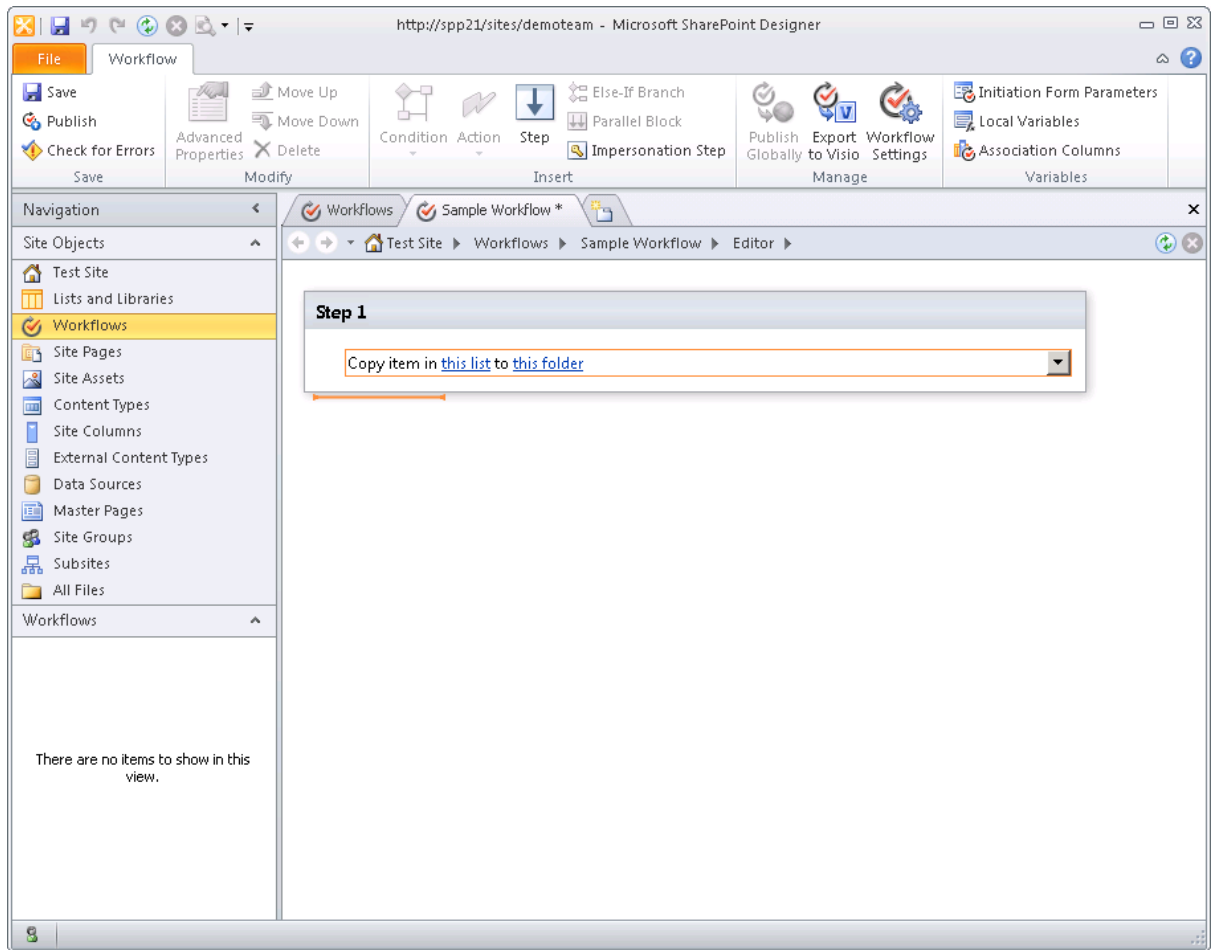 http://spp21/sites/demoteam - Microsoft SharePoint Designer
File Workflow
Save
Publish
Check for Errors
Save
Advanced Properties
Move Up
Move Down
Delete
Modify
Condition Action Step
Else-If Branch
Parallel Block
Impersonation Step
Insert
Publish Globally
Export to Visio
Workflow Settings
Manage
Initiation Form Parameters
Local Variables
Association Columns
Variables
Navigation
Site Objects
Test Site
Lists and Libraries
Workflows
Site Pages
Site Assets
Content Types
Site Columns
External Content Types
Data Sources
Master Pages
Site Groups
Subsites
All Files
Workflows
There are no items to show in this
view.
Workflows Sample Workflow *
Test Site Workflows Sample Workflow Editor
Step 1
Copy item in this list to this folder